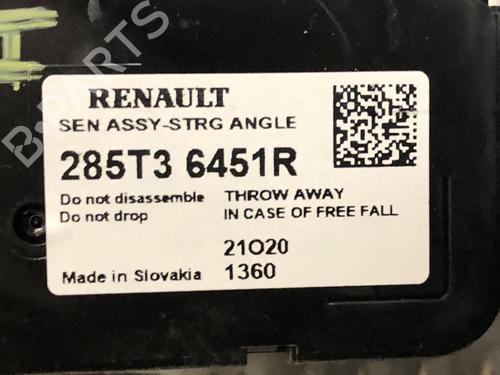 RENAULT
SEN ASSY-STRG ANGLE
285T3 6451R
Do not disassemble THROW AWAY
Do not drop IN CASE OF FREE FALL
21O20
Made in Slovakia 1360
B-PARTS